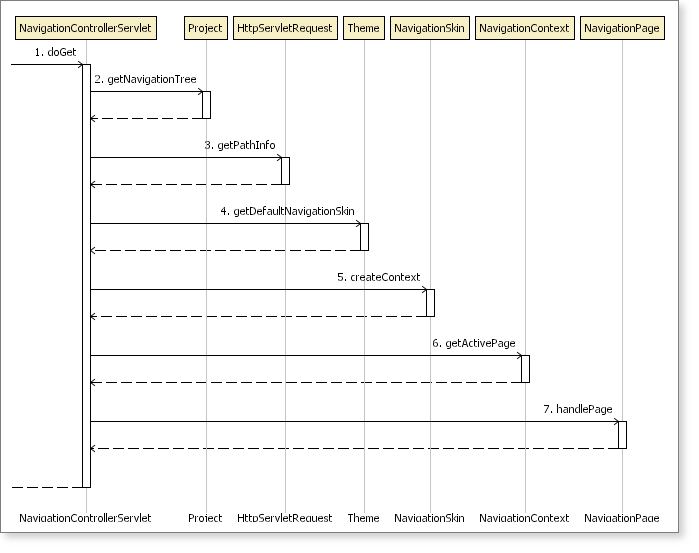 NavigationControllerServlet Project HttpServletRequest Theme NavigationSkin NavigationContext NavigationPage
1. doGet
2. getNavigationTree
3. getPathInfo
4. getDefaultNavigationSkin
5. createContext
6. getActivePage
7. handlePage
NavigationControllerServlet Project HttpServletRequest Theme NavigationSkin NavigationContext NavigationPage